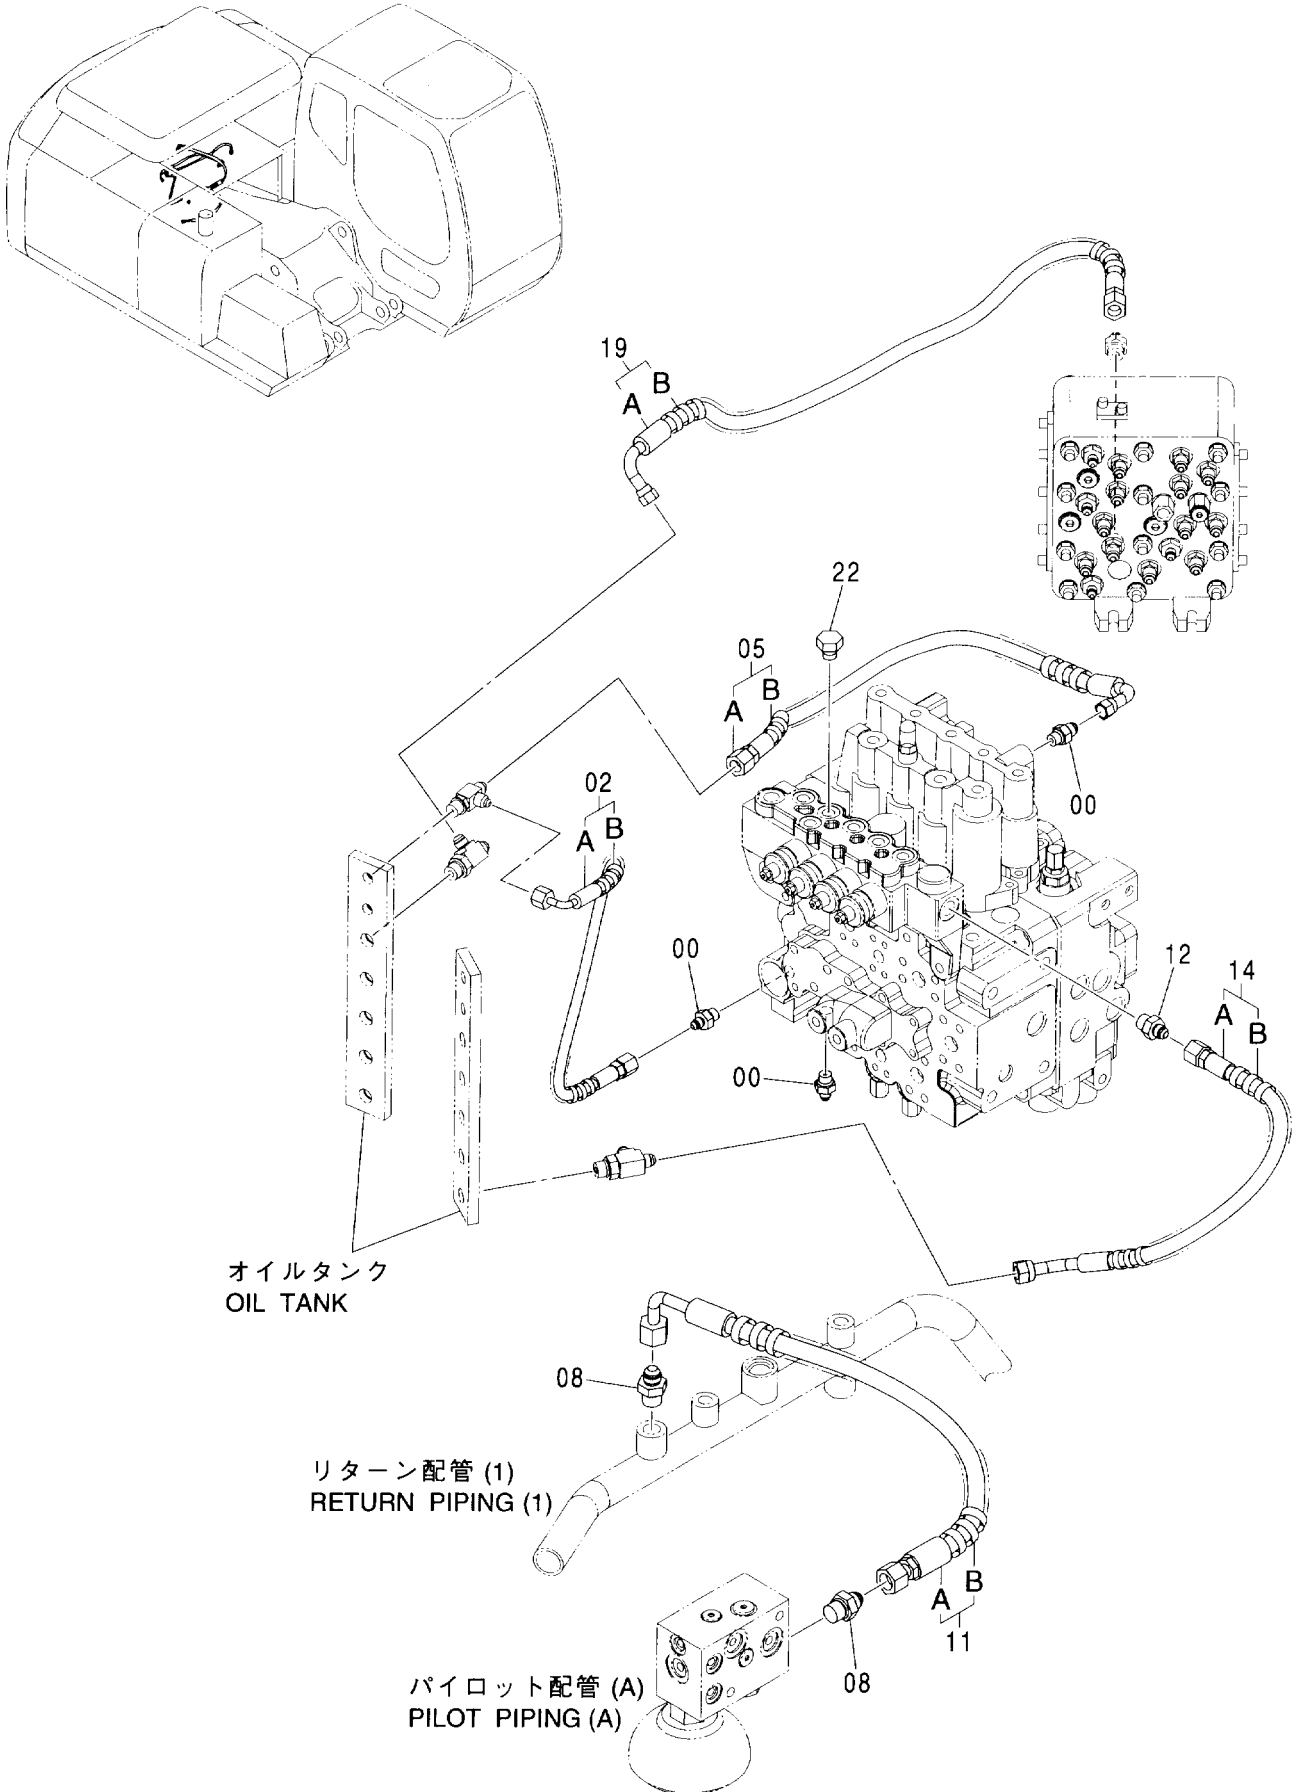 19
B
A
22
05
B
A
00
02
B
A
00
12
14
A
B
00
オイルタンク
OIL TANK
08
リターン配管 (1)
RETURN PIPING (1)
B
A
11
08
パイロット配管 (A)
PILOT PIPING (A)